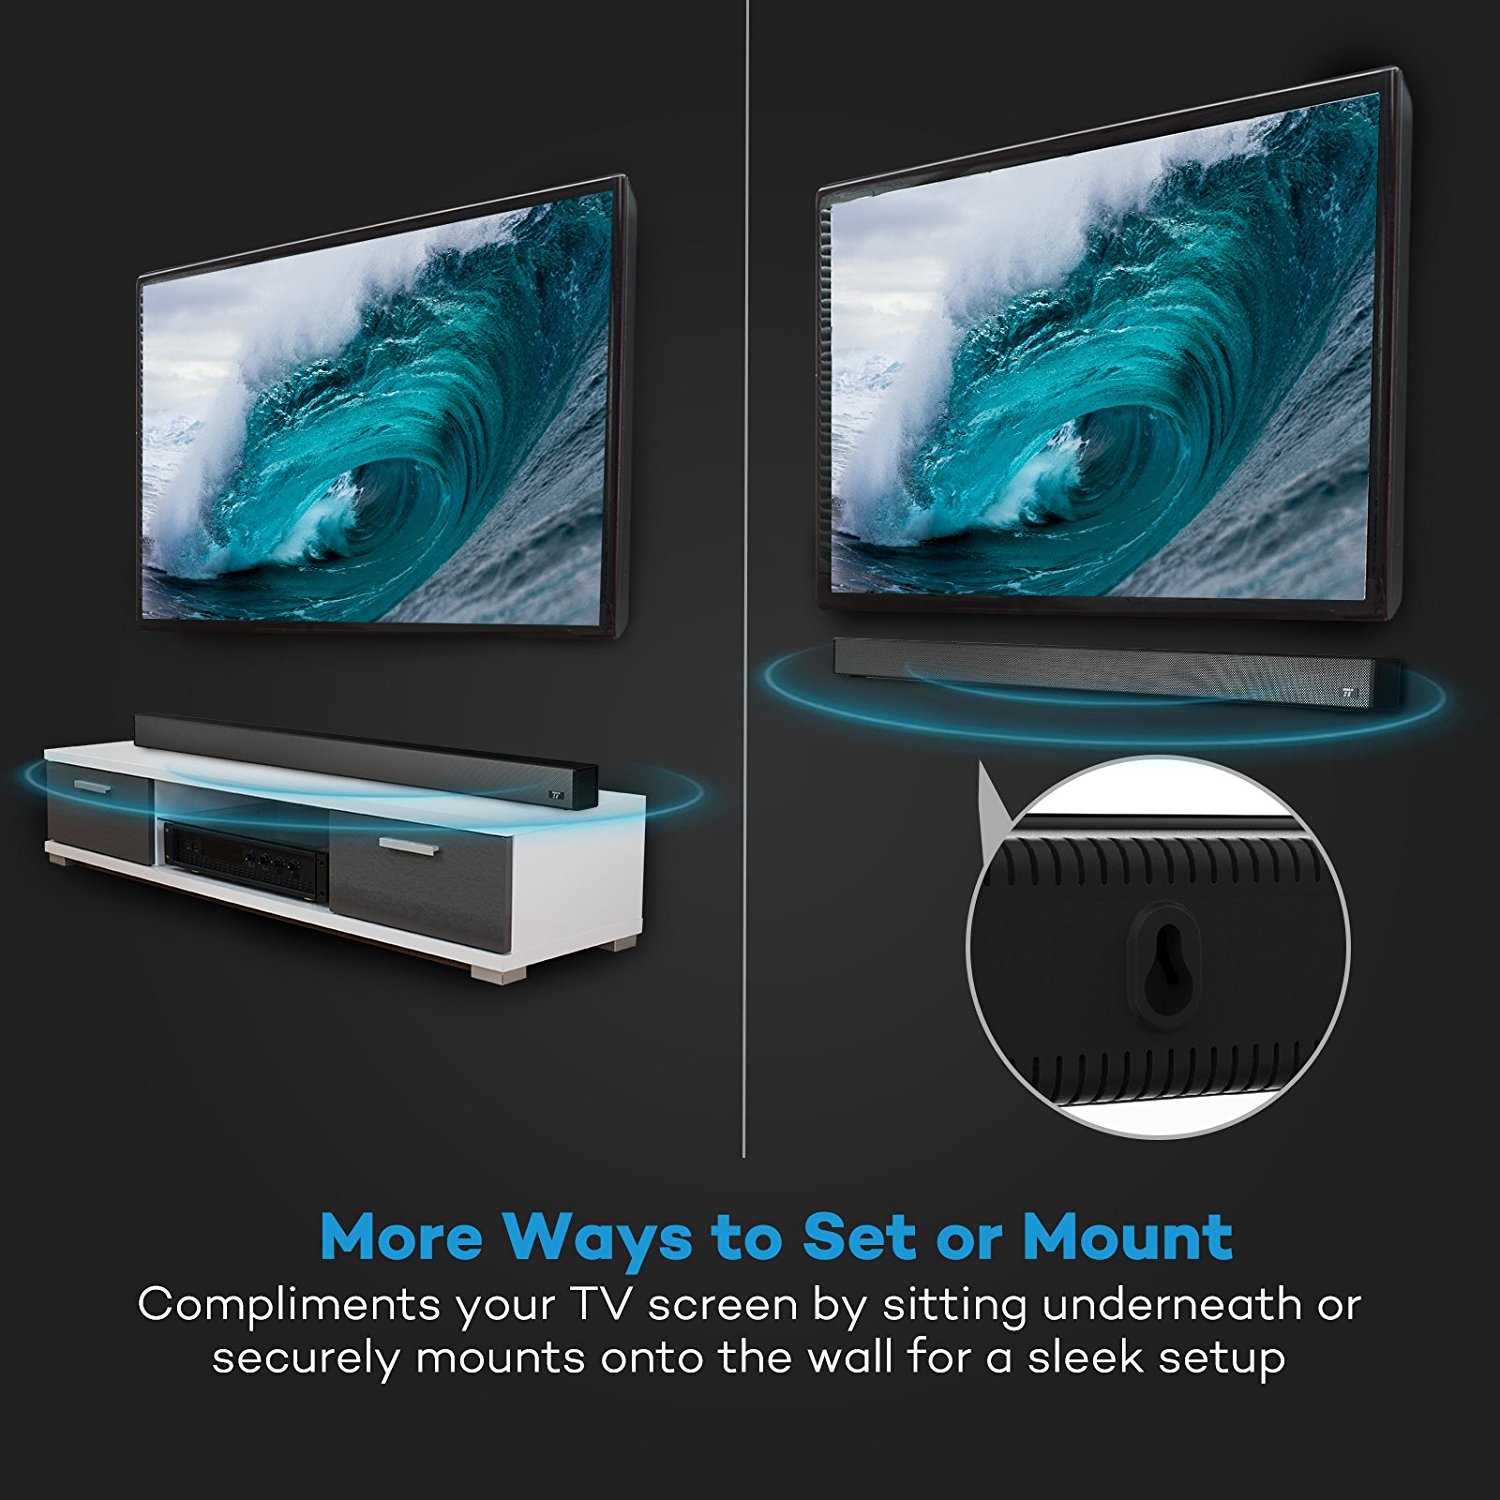 More Ways to Set or Mount
Compliments your TV screen by sitting underneath or
securely mounts onto the wall for a sleek setup